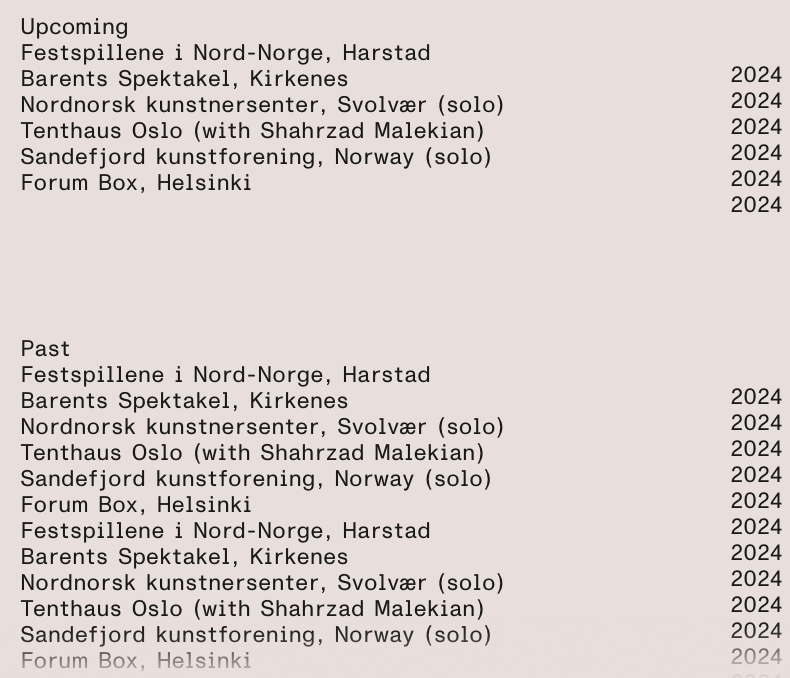 Upcoming
Festspillene i Nord-Norge, Harstad
2024
Barents Spektakel, Kirkenes
2024
Nordnorsk kunstnersenter, Svolvær (solo)
2024
Tenthaus Oslo (with Shahrzad Malekian)
2024
Sandefjord kunstforening, Norway (solo)
2024
Forum Box, Helsinki
2024
Past
Festspillene i Nord-Norge, Harstad
2024
Barents Spektakel, Kirkenes
2024
Nordnorsk kunstnersenter, Svolvær (solo)
2024
Tenthaus Oslo (with Shahrzad Malekian)
2024
Sandefjord kunstforening, Norway (solo)
2024
Forum Box, Helsinki
2024
Festspillene i Nord-Norge, Harstad
2024
Barents Spektakel, Kirkenes
2024
Nordnorsk kunstnersenter, Svolvær (solo)
2024
Tenthaus Oslo (with Shahrzad Malekian)
2024
Sandefjord kunstforening, Norway (solo)
2024
Forum Box, Helsinki